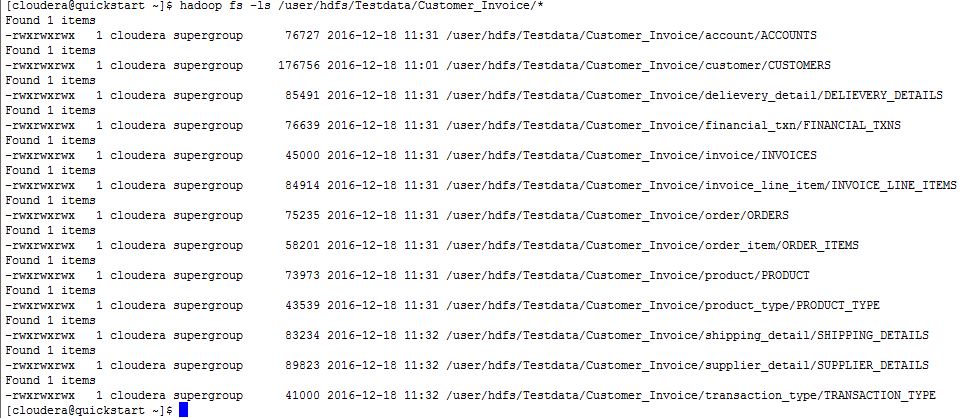 [cloudera@quickstart ~]$ hadoop fs -ls /user/hdfs/Testdata/Customer_Invoice/*
Found 1 items
-rwxrwxrwx   1 cloudera supergroup      76727 2016-12-18 11:31 /user/hdfs/Testdata/Customer_Invoice/account/ACCOUNTS
Found 1 items
-rwxrwxrwx   1 cloudera supergroup     176756 2016-12-18 11:01 /user/hdfs/Testdata/Customer_Invoice/customer/CUSTOMERS
Found 1 items
-rwxrwxrwx   1 cloudera supergroup      85491 2016-12-18 11:31 /user/hdfs/Testdata/Customer_Invoice/delievery_detail/DELIEVERY_DETAILS
Found 1 items
-rwxrwxrwx   1 cloudera supergroup      76639 2016-12-18 11:31 /user/hdfs/Testdata/Customer_Invoice/financial_txn/FINANCIAL_TXNS
Found 1 items
-rwxrwxrwx   1 cloudera supergroup      45000 2016-12-18 11:31 /user/hdfs/Testdata/Customer_Invoice/invoice/INVOICES
Found 1 items
-rwxrwxrwx   1 cloudera supergroup      84914 2016-12-18 11:31 /user/hdfs/Testdata/Customer_Invoice/invoice_line_item/INVOICE_LINE_ITEMS
Found 1 items
-rwxrwxrwx   1 cloudera supergroup      75235 2016-12-18 11:31 /user/hdfs/Testdata/Customer_Invoice/order/ORDERS
Found 1 items
-rwxrwxrwx   1 cloudera supergroup      58201 2016-12-18 11:31 /user/hdfs/Testdata/Customer_Invoice/order_item/ORDER_ITEMS
Found 1 items
-rwxrwxrwx   1 cloudera supergroup      73973 2016-12-18 11:31 /user/hdfs/Testdata/Customer_Invoice/product/PRODUCT
Found 1 items
-rwxrwxrwx   1 cloudera supergroup      43539 2016-12-18 11:31 /user/hdfs/Testdata/Customer_Invoice/product_type/PRODUCT_TYPE
Found 1 items
-rwxrwxrwx   1 cloudera supergroup      83234 2016-12-18 11:32 /user/hdfs/Testdata/Customer_Invoice/shipping_detail/SHIPPING_DETAILS
Found 1 items
-rwxrwxrwx   1 cloudera supergroup      89823 2016-12-18 11:32 /user/hdfs/Testdata/Customer_Invoice/supplier_detail/SUPPLIER_DETAILS
Found 1 items
-rwxrwxrwx   1 cloudera supergroup      41000 2016-12-18 11:32 /user/hdfs/Testdata/Customer_Invoice/transaction_type/TRANSACTION_TYPE
[cloudera@quickstart ~]$